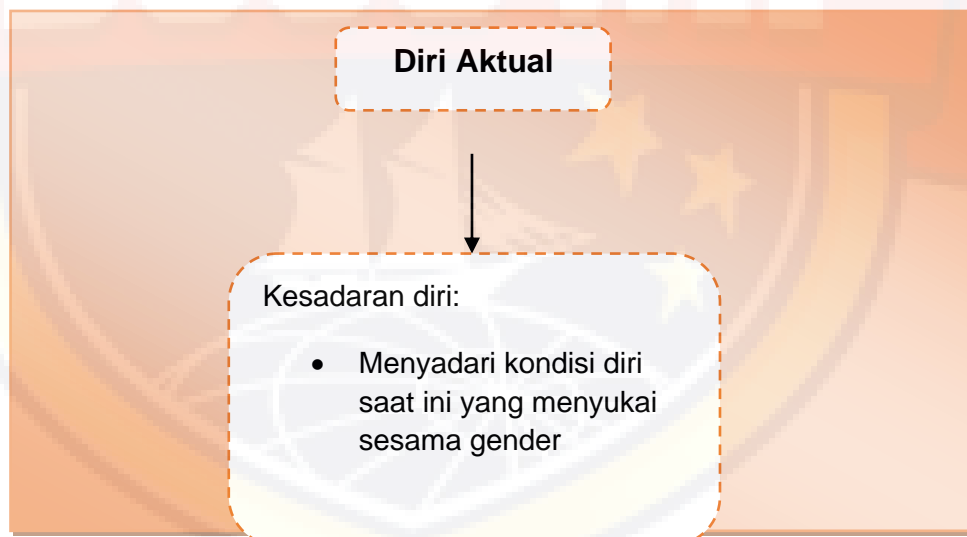 Diri Aktual
Kesadaran diri:
• Menyadari kondisi diri
saat ini yang menyukai
sesama gender